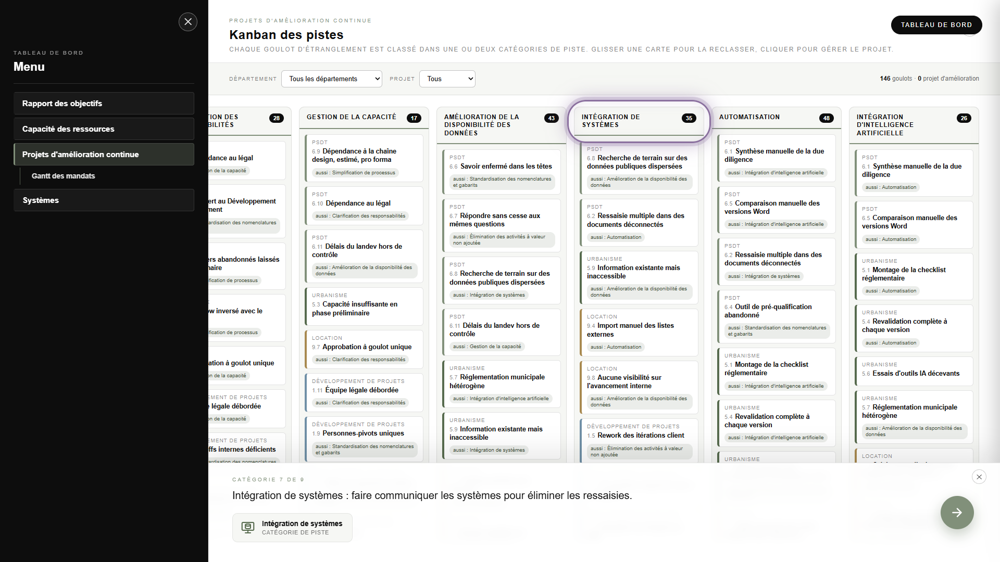 TABLEAU DE BORD
Menu
Rapport des objectifs
Capacité des ressources
Projets d'amélioration continue
Gantt des mandats
Systèmes
PROJETS D'AMÉLIORATION CONTINUE
Kanban des pistes
CHAQUE GOULOT D'ÉTRANGLEMENT EST CLASSÉ DANS UNE OU DEUX CATÉGORIES DE PISTE. GLISSER UNE CARTE POUR LA RECLASSER, CLIQUER POUR GÉRER LE PROJET.
TABLEAU DE BORD
DÉPARTEMENT
Tous les départements
PROJET
Tous
146 goulots · 0 projet d'amélioration
TION DES
BILITÉS
28
dance au légal
on de la capacité
ert au Développement
ment
ardisation des nomenclatures
ers abandonnés laissés
naire
ification de processus
ow inversé avec le
ification de processus
ation à goulot unique
on de la capacité
EMENT DE PROJETS
e légale débordée
on de la capacité
EMENT DE PROJETS
ffs internes déficients
ardisation des nomenclatures
GESTION DE LA CAPACITÉ
17
PSDT
6.9 Dépendance à la chaîne
design, estimé, pro forma
aussi : Simplification de processus
PSDT
6.10 Dépendance au légal
aussi : Clarification des responsabilités
PSDT
6.11 Délais du landev hors de
contrôle
aussi : Amélioration de la disponibilité des
données
URBANISME
5.3 Capacité insuffisante en
phase préliminaire
LOCATION
9.7 Approbation à goulot unique
aussi : Clarification des responsabilités
DÉVELOPPEMENT DE PROJETS
1.11 Équipe légale débordée
aussi : Clarification des responsabilités
DÉVELOPPEMENT DE PROJETS
1.9 Personnes-pivots uniques
aussi : Standardisation des nomenclatures
et gabarits
AMÉLIORATION DE LA
DISPONIBILITÉ DES
DONNÉES
43
PSDT
6.6 Savoir enfermé dans les têtes
aussi : Standardisation des nomenclatures
et gabarits
PSDT
6.7 Répondre sans cesse aux
mêmes questions
aussi : Élimination des activités à valeur
non ajoutée
PSDT
6.8 Recherche de terrain sur des
données publiques dispersées
aussi : Intégration de systèmes
PSDT
6.11 Délais du landev hors de
contrôle
aussi : Gestion de la capacité
URBANISME
5.7 Réglementation municipale
hétérogène
aussi : Intégration d'intelligence artificielle
URBANISME
5.9 Information existante mais
inaccessible
aussi : Intégration de systèmes
INTÉGRATION DE
SYSTÈMES
35
PSDT
6.8 Recherche de terrain sur des
données publiques dispersées
aussi : Amélioration de la disponibilité des
données
PSDT
6.2 Ressaisie multiple dans des
documents déconnectés
aussi : Automatisation
URBANISME
5.9 Information existante mais
inaccessible
aussi : Amélioration de la disponibilité des
données
LOCATION
9.4 Import manuel des listes
externes
aussi : Automatisation
LOCATION
9.8 Aucune visibilité sur
l'avancement interne
aussi : Amélioration de la disponibilité des
données
DÉVELOPPEMENT DE PROJETS
1.5 Rework des itérations client
aussi : Élimination des activités à valeur
non ajoutée
AUTOMATISATION
48
PSDT
6.1 Synthèse manuelle de la due
diligence
aussi : Intégration d'intelligence artificielle
PSDT
6.5 Comparaison manuelle des
versions Word
aussi : Intégration d'intelligence artificielle
PSDT
6.2 Ressaisie multiple dans des
documents déconnectés
aussi : Intégration de systèmes
PSDT
6.4 Outil de pré-qualification
abandonné
aussi : Standardisation des nomenclatures
et gabarits
URBANISME
5.1 Montage de la checklist
réglementaire
aussi : Intégration d'intelligence artificielle
URBANISME
5.4 Revalidation complète à
chaque version
aussi : Intégration d'intelligence artificielle
URBANISME
INTÉGRATION
D'INTELLIGENCE
ARTIFICIELLE
26
PSDT
6.1 Synthèse manuelle de la due
diligence
aussi : Automatisation
PSDT
6.5 Comparaison manuelle des
versions Word
aussi : Automatisation
URBANISME
5.1 Montage de la checklist
réglementaire
aussi : Automatisation
URBANISME
5.4 Revalidation complète à
chaque version
aussi : Automatisation
URBANISME
5.6 Essais d'outils IA décevants
URBANISME
5.7 Réglementation municipale
hétérogène
aussi : Amélioration de la disponibilité des
données
LOCATION
CATÉGORIE 7 DE 9
Intégration de systèmes : faire communiquer les systèmes pour éliminer les ressaisies.
Intégration de systèmes
CATÉGORIE DE PISTE